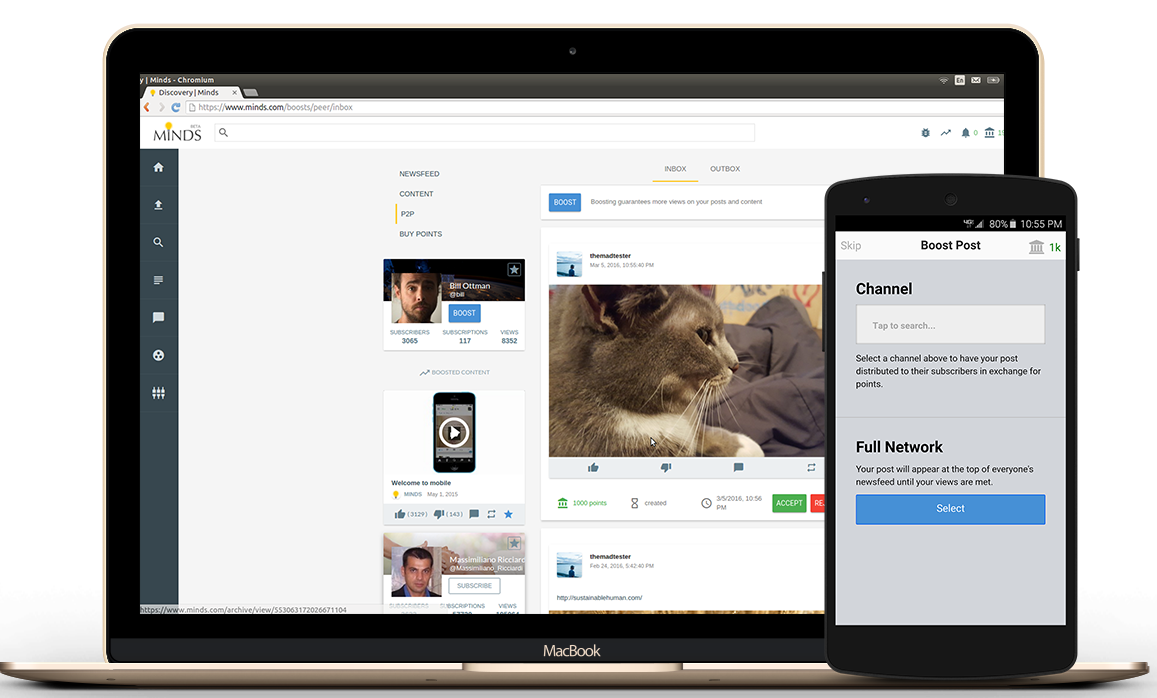 y | Minds - Chromium
En
Discovery | Minds
https://www.minds.com/boosts/peer/inbox
MINDS
BETA
0
NEWSFEED
CONTENT
P2P
BUY POINTS
INBOX OUTBOX
BOOST
Boosting guarantees more views on your posts and content
Bill Ottman
@bill
BOOST
SUBSCRIBERS SUBSCRIPTIONS VIEWS
3065 117 8352
BOOSTED CONTENT
Welcome to mobile
MINDS May 1, 2015
(3129) (143)
Massimiliano Ricciardi
@Massimiliano_Ricciardi
SUBSCRIBE
SUBSCRIBERS SUBSCRIPTIONS VIEWS
https://www.minds.com/archive/view/553063172026671104
themadtester
Mar 5, 2016, 10:55:40 PM
1000 points
created
3/5/2016, 10:56
PM
ACCEPT
themadtester
Feb 24, 2016, 5:42:40 PM
http://sustainablehuman.com/
MacBook
80% 10:55 PM
Skip Boost Post 1k
Channel
Tap to search...
Select a channel above to have your post
distributed to their subscribers in exchange for
points.
Full Network
Your post will appear at the top of everyone's
newsfeed until your views are met.
Select